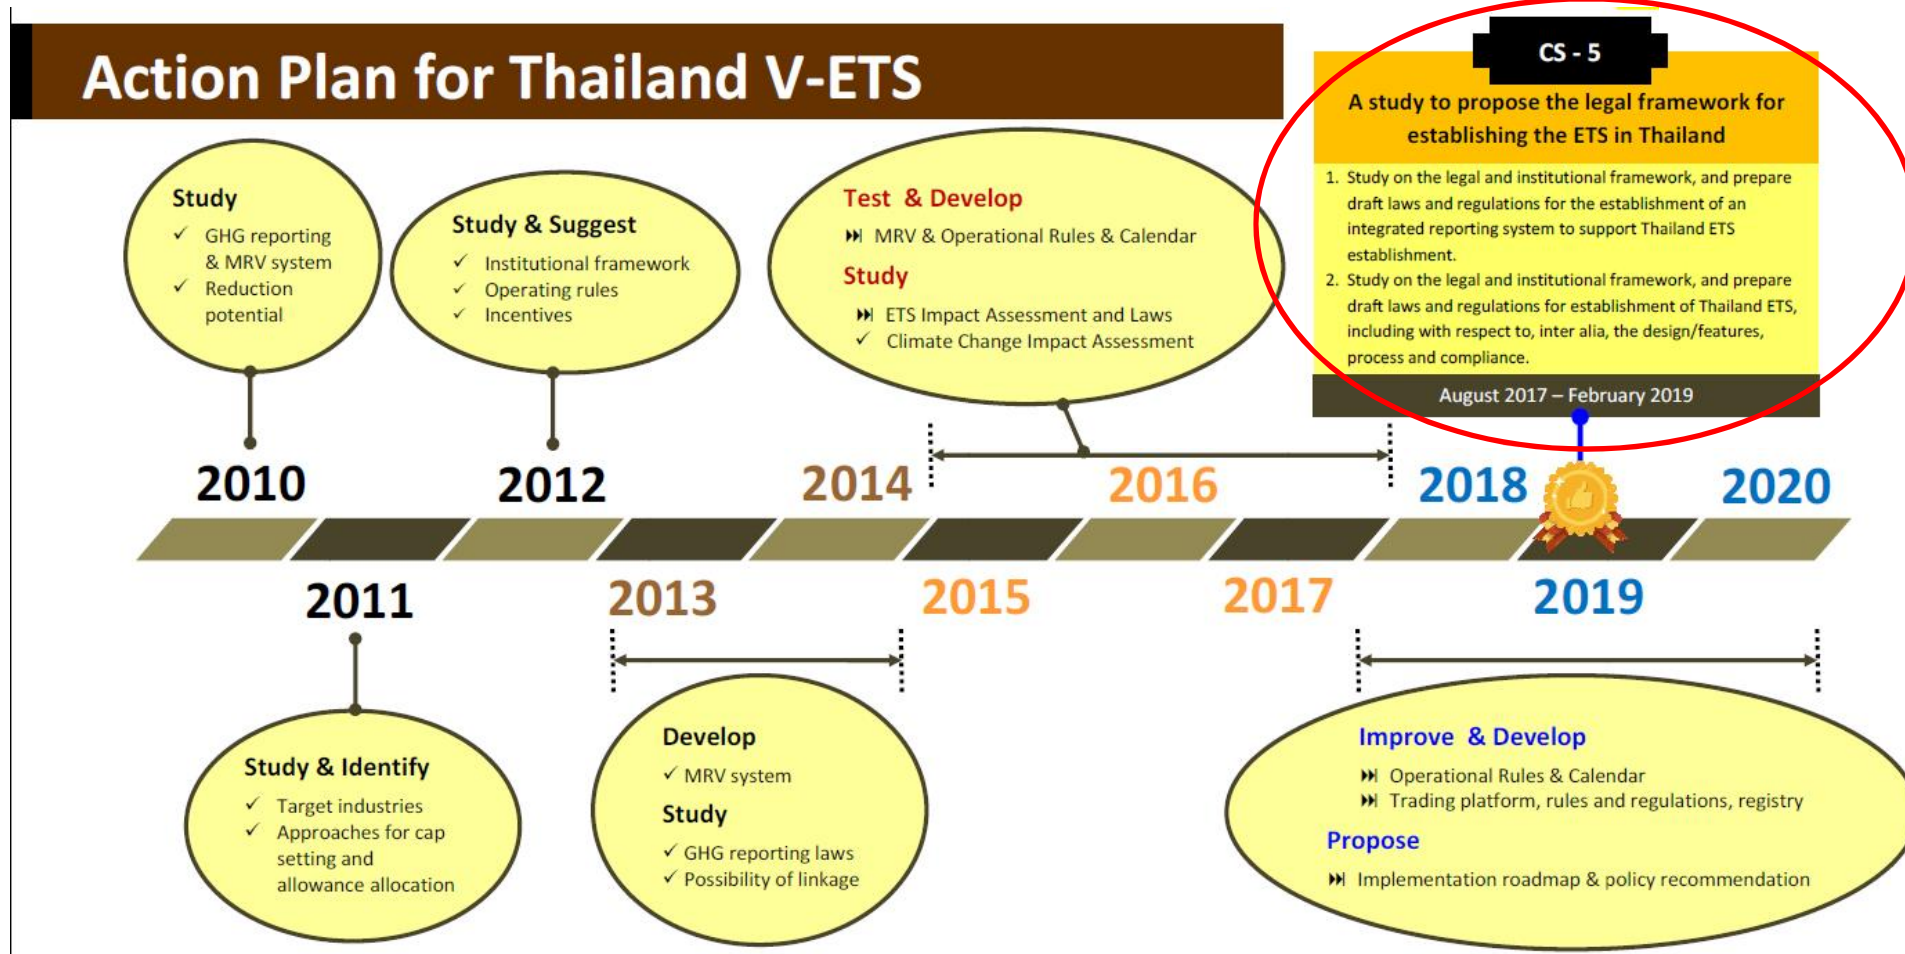 Action Plan for Thailand V-ETS
CS - 5
A study to propose the legal framework for
establishing the ETS in Thailand
1. Study on the legal and institutional framework, and prepare
draft laws and regulations for the establishment of an
integrated reporting system to support Thailand ETS
establishment.
2. Study on the legal and institutional framework, and prepare
draft laws and regulations for establishment of Thailand ETS,
including with respect to, inter alia, the design/features,
process and compliance.
August 2017 – February 2019
Study
✓ GHG reporting
& MRV system
✓ Reduction
potential
Study & Suggest
✓ Institutional framework
✓ Operating rules
✓ Incentives
Test & Develop
MRV & Operational Rules & Calendar
Study
ETS Impact Assessment and Laws
✓ Climate Change Impact Assessment
2010
2012
2014
2016
2018
2020
2011
2013
2015
2017
2019
Study & Identify
✓ Target industries
✓ Approaches for cap
setting and
allowance allocation
Develop
✓ MRV system
Study
✓ GHG reporting laws
✓ Possibility of linkage
Improve & Develop
Operational Rules & Calendar
Trading platform, rules and regulations, registry
Propose
Implementation roadmap & policy recommendation